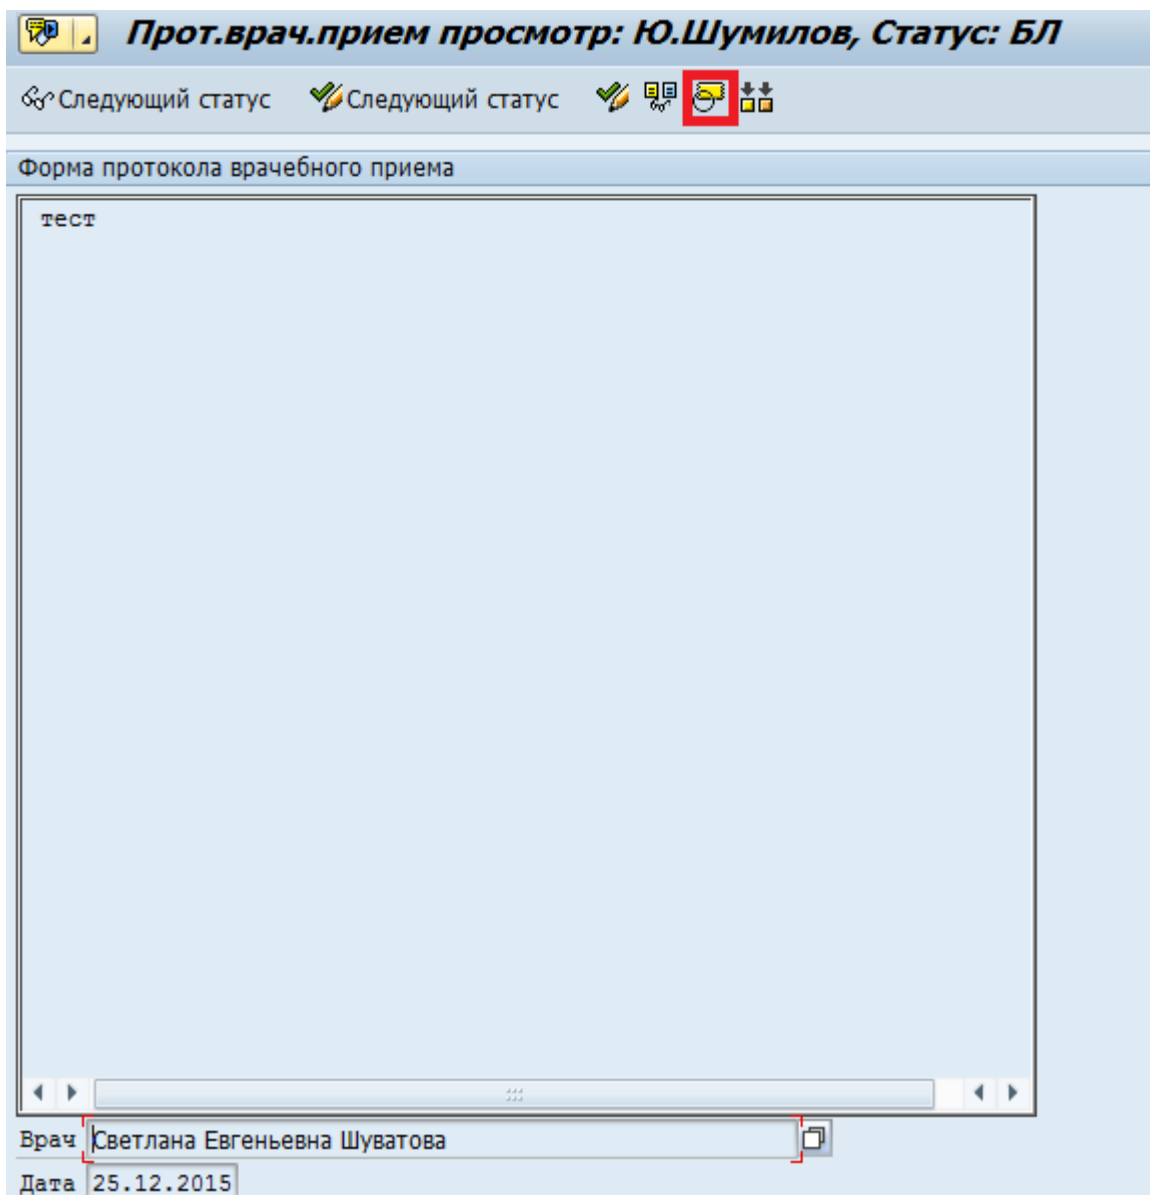 Прот.врач.прием просмотр: Ю.Шумилов, Статус: БЛ
Следующий статус Следующий статус
Форма протокола врачебного приема
тест
Врач Светлана Евгеньевна Шуватова
Дата 25.12.2015